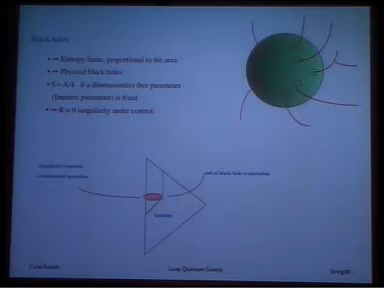 Black holes
• → Entropy finite, proportional to the area
• → Physical black holes
• S = A/4 if a dimensionless free parameter
(Immirzi parameter) is fixed
• → R=0 singularity under control
end of black hole evaporation
horizon
Carlo Rovelli
Loop Quantum Gravity
Strings08